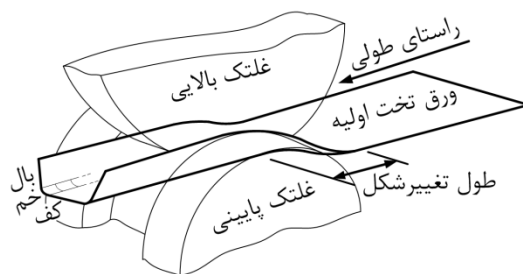 غلتک بالایی
راستای طولی
ورق تخت اولیه
بال
خم
کف
غلتک پایینی
طول تغییرشکل